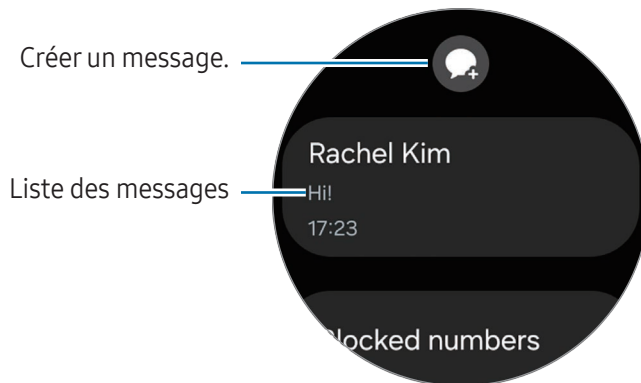 Créer un message.
Rachel Kim
Liste des messages
Hi!
17:23
Blocked numbers